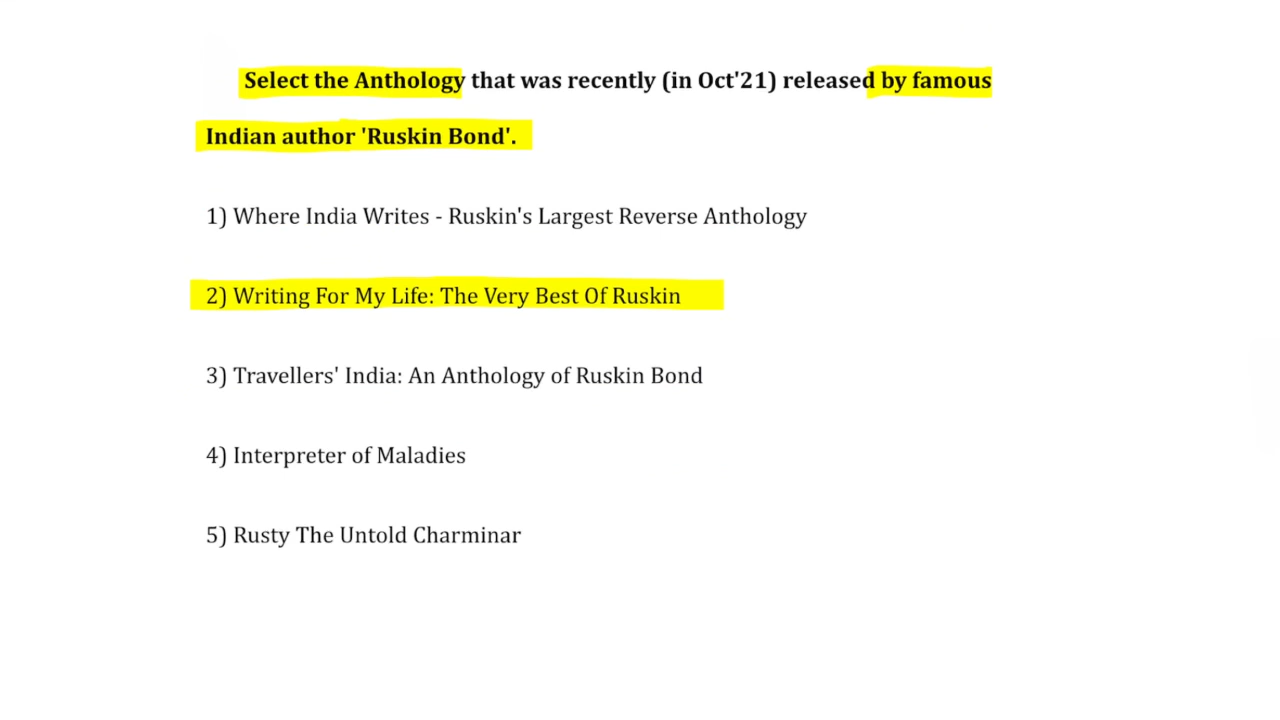 Select the Anthology that was recently (in Oct'21) released by famous
Indian author 'Ruskin Bond'.
1) Where India Writes - Ruskin's Largest Reverse Anthology
2) Writing For My Life: The Very Best Of Ruskin
3) Travellers' India: An Anthology of Ruskin Bond
4) Interpreter of Maladies
5) Rusty The Untold Charminar